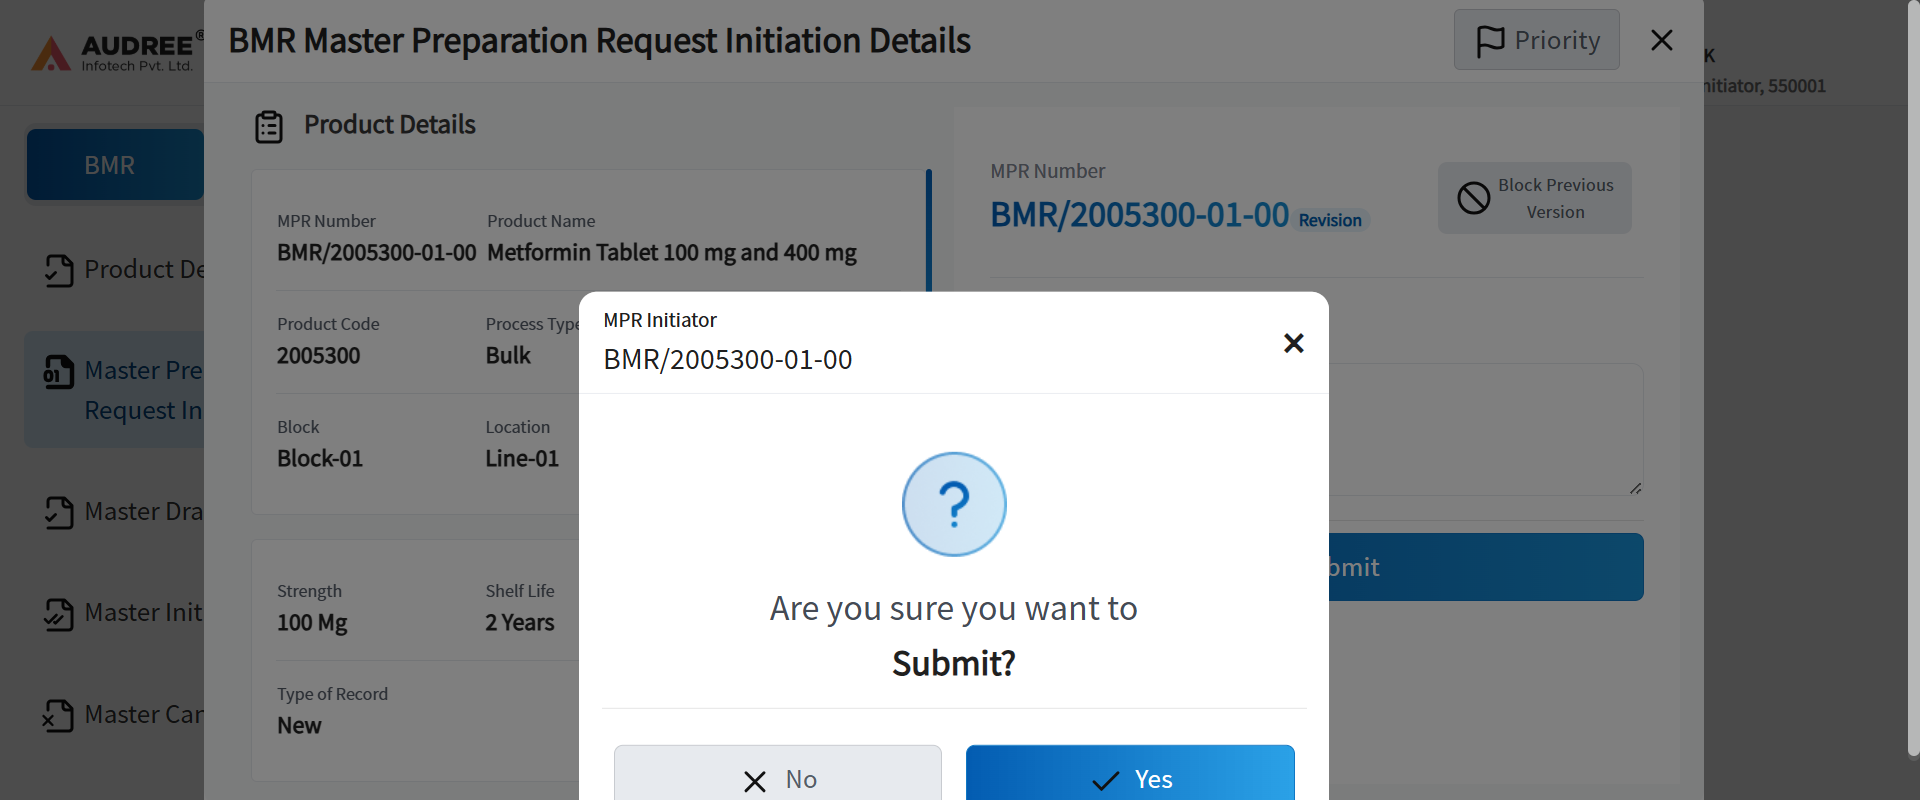 AUDREE®
Infotech Pvt. Ltd.
BMR Master Preparation Request Initiation Details
Priority
K
nitiator, 550001
BMR
Product De
Master Pre
Request In
Master Dra
Master Init
Master Can
Product Details
MPR Number
BMR/2005300-01-00
Product Name
Metformin Tablet 100 mg and 400 mg
Product Code
2005300
Process Type
Bulk
Block
Block-01
Location
Line-01
Strength
100 Mg
Shelf Life
2 Years
Type of Record
New
MPR Number
BMR/2005300-01-00 Revision
Block Previous
Version
bmit
MPR Initiator
BMR/2005300-01-00
Are you sure you want to
Submit?
No
Yes